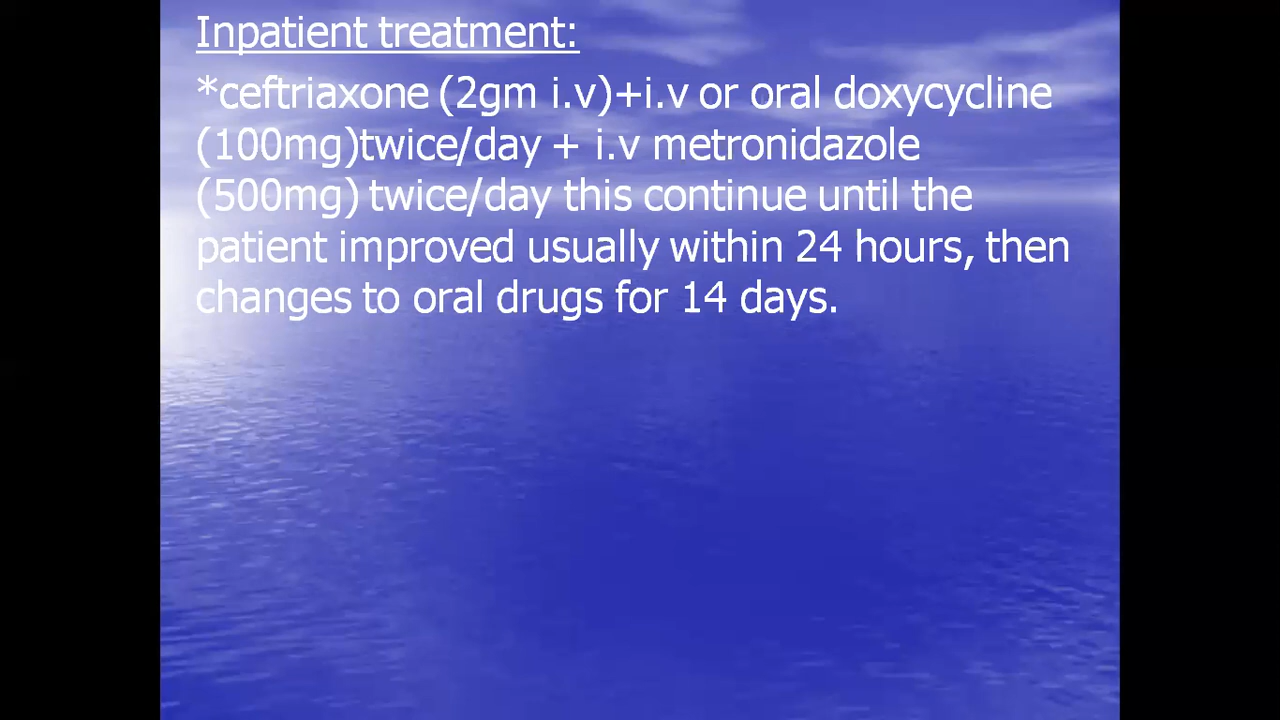 Inpatient treatment:
*ceftriaxone (2gm i.v)+i.v or oral doxycycline
(100mg)twice/day + i.v metronidazole
(500mg) twice/day this continue until the
patient improved usually within 24 hours, then
changes to oral drugs for 14 days.